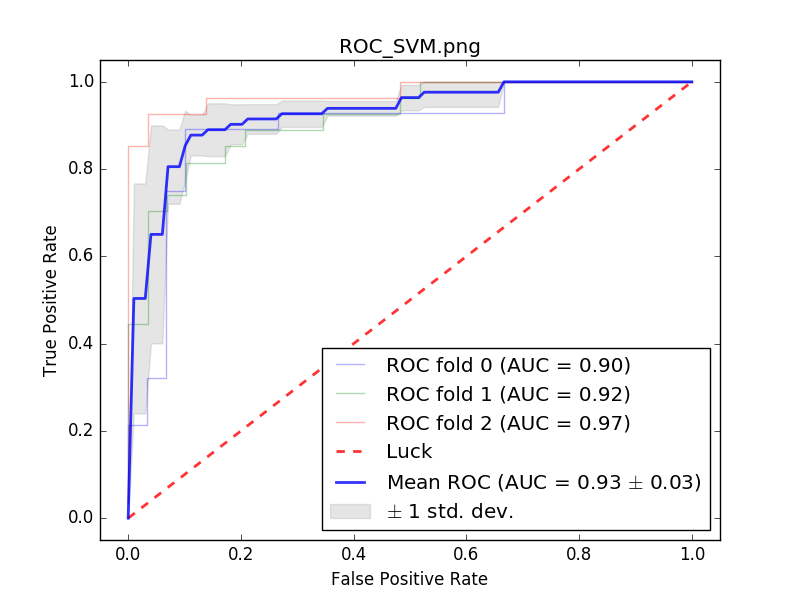 ROC_SVM.png
1.0
0.8
0.6
0.4
0.2
0.0
True Positive Rate
ROC fold 0 (AUC = 0.90)
ROC fold 1 (AUC = 0.92)
ROC fold 2 (AUC = 0.97)
Luck
Mean ROC (AUC = 0.93 ± 0.03)
± 1 std. dev.
0.0 0.2 0.4 0.6 0.8 1.0
False Positive Rate